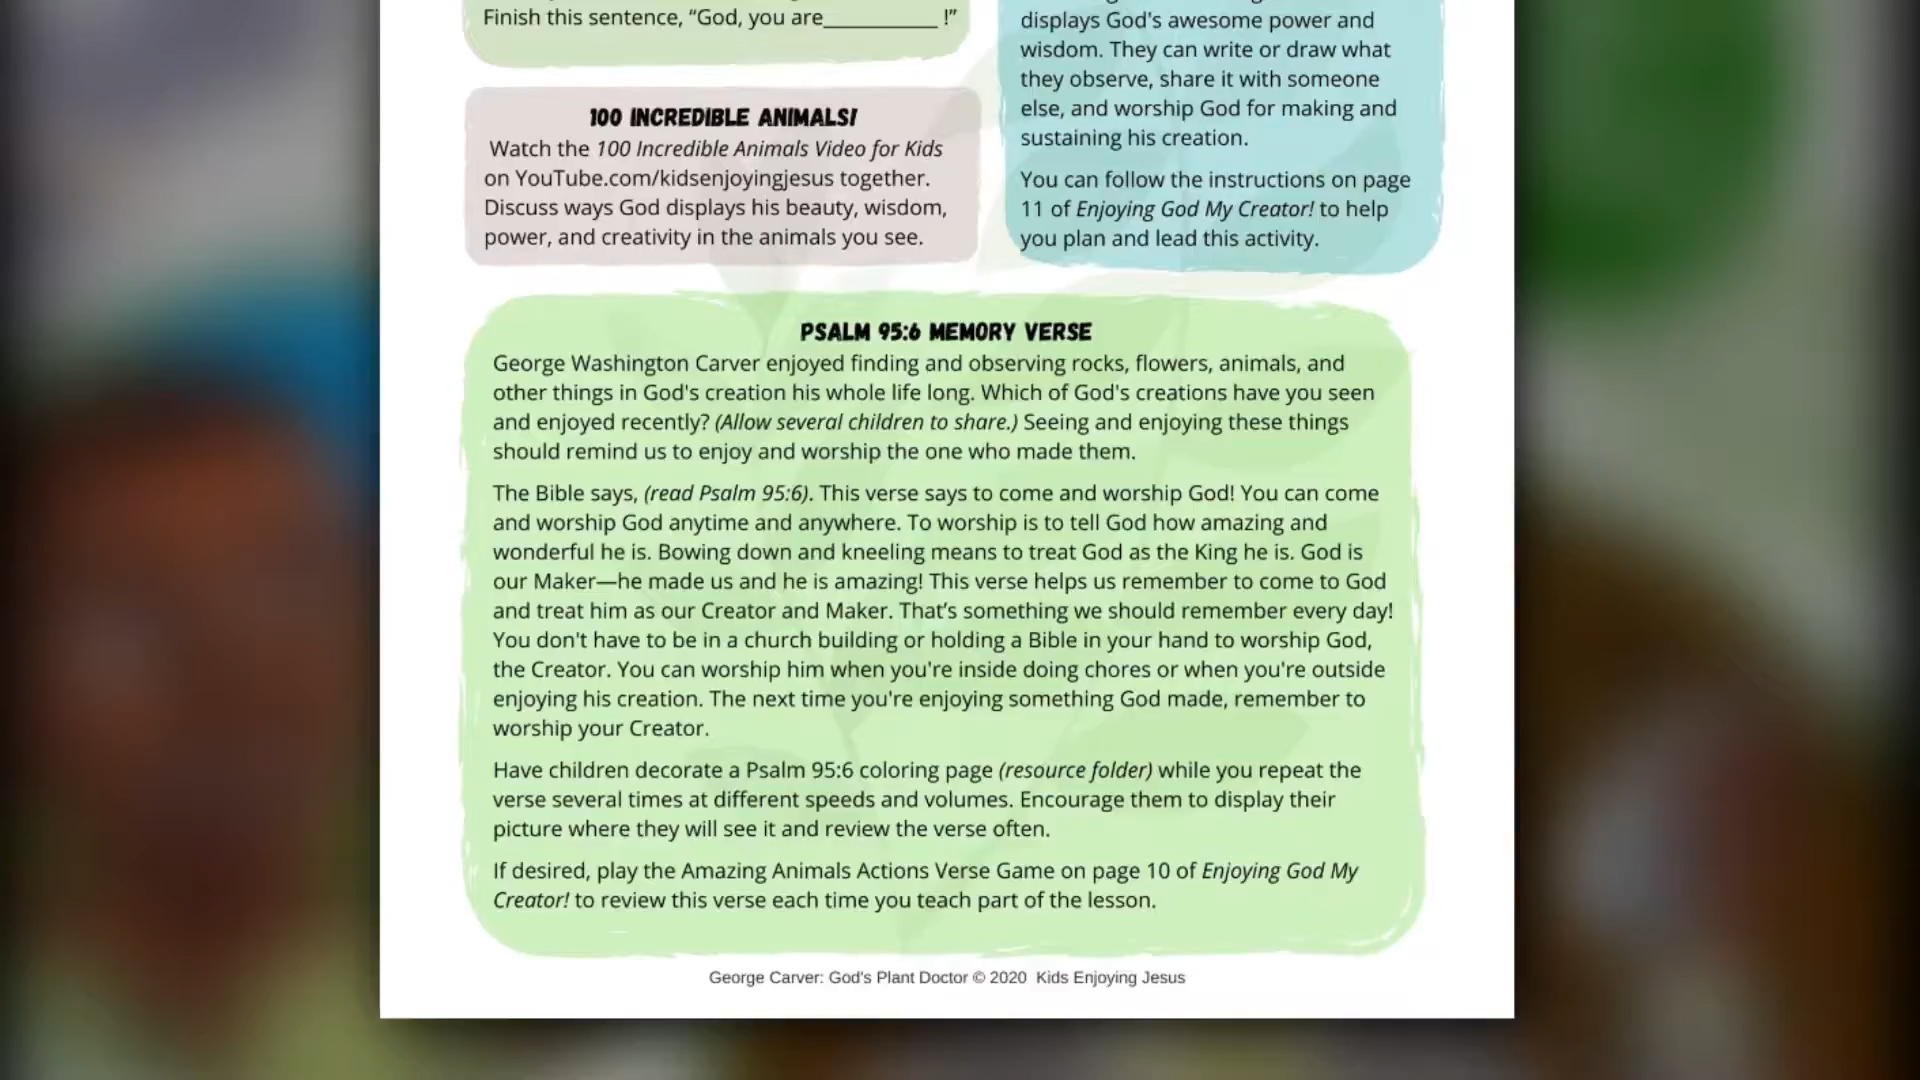 Finish this sentence, “God, you are__________ !”
100 INCREDIBLE ANIMALS!
Watch the 100 Incredible Animals Video for Kids
on YouTube.com/kidsenjoyingjesus together.
Discuss ways God displays his beauty, wisdom,
power, and creativity in the animals you see.
displays God's awesome power and
wisdom. They can write or draw what
they observe, share it with someone
else, and worship God for making and
sustaining his creation.
You can follow the instructions on page
11 of Enjoying God My Creator! to help
you plan and lead this activity.
PSALM 95:6 MEMORY VERSE
George Washington Carver enjoyed finding and observing rocks, flowers, animals, and
other things in God's creation his whole life long. Which of God's creations have you seen
and enjoyed recently? (Allow several children to share.) Seeing and enjoying these things
should remind us to enjoy and worship the one who made them.
The Bible says, (read Psalm 95:6). This verse says to come and worship God! You can come
and worship God anytime and anywhere. To worship is to tell God how amazing and
wonderful he is. Bowing down and kneeling means to treat God as the King he is. God is
our Maker—he made us and he is amazing! This verse helps us remember to come to God
and treat him as our Creator and Maker. That’s something we should remember every day!
You don't have to be in a church building or holding a Bible in your hand to worship God,
the Creator. You can worship him when you're inside doing chores or when you're outside
enjoying his creation. The next time you're enjoying something God made, remember to
worship your Creator.
Have children decorate a Psalm 95:6 coloring page (resource folder) while you repeat the
verse several times at different speeds and volumes. Encourage them to display their
picture where they will see it and review the verse often.
If desired, play the Amazing Animals Actions Verse Game on page 10 of Enjoying God My
Creator! to review this verse each time you teach part of the lesson.
George Carver: God's Plant Doctor © 2020 Kids Enjoying Jesus